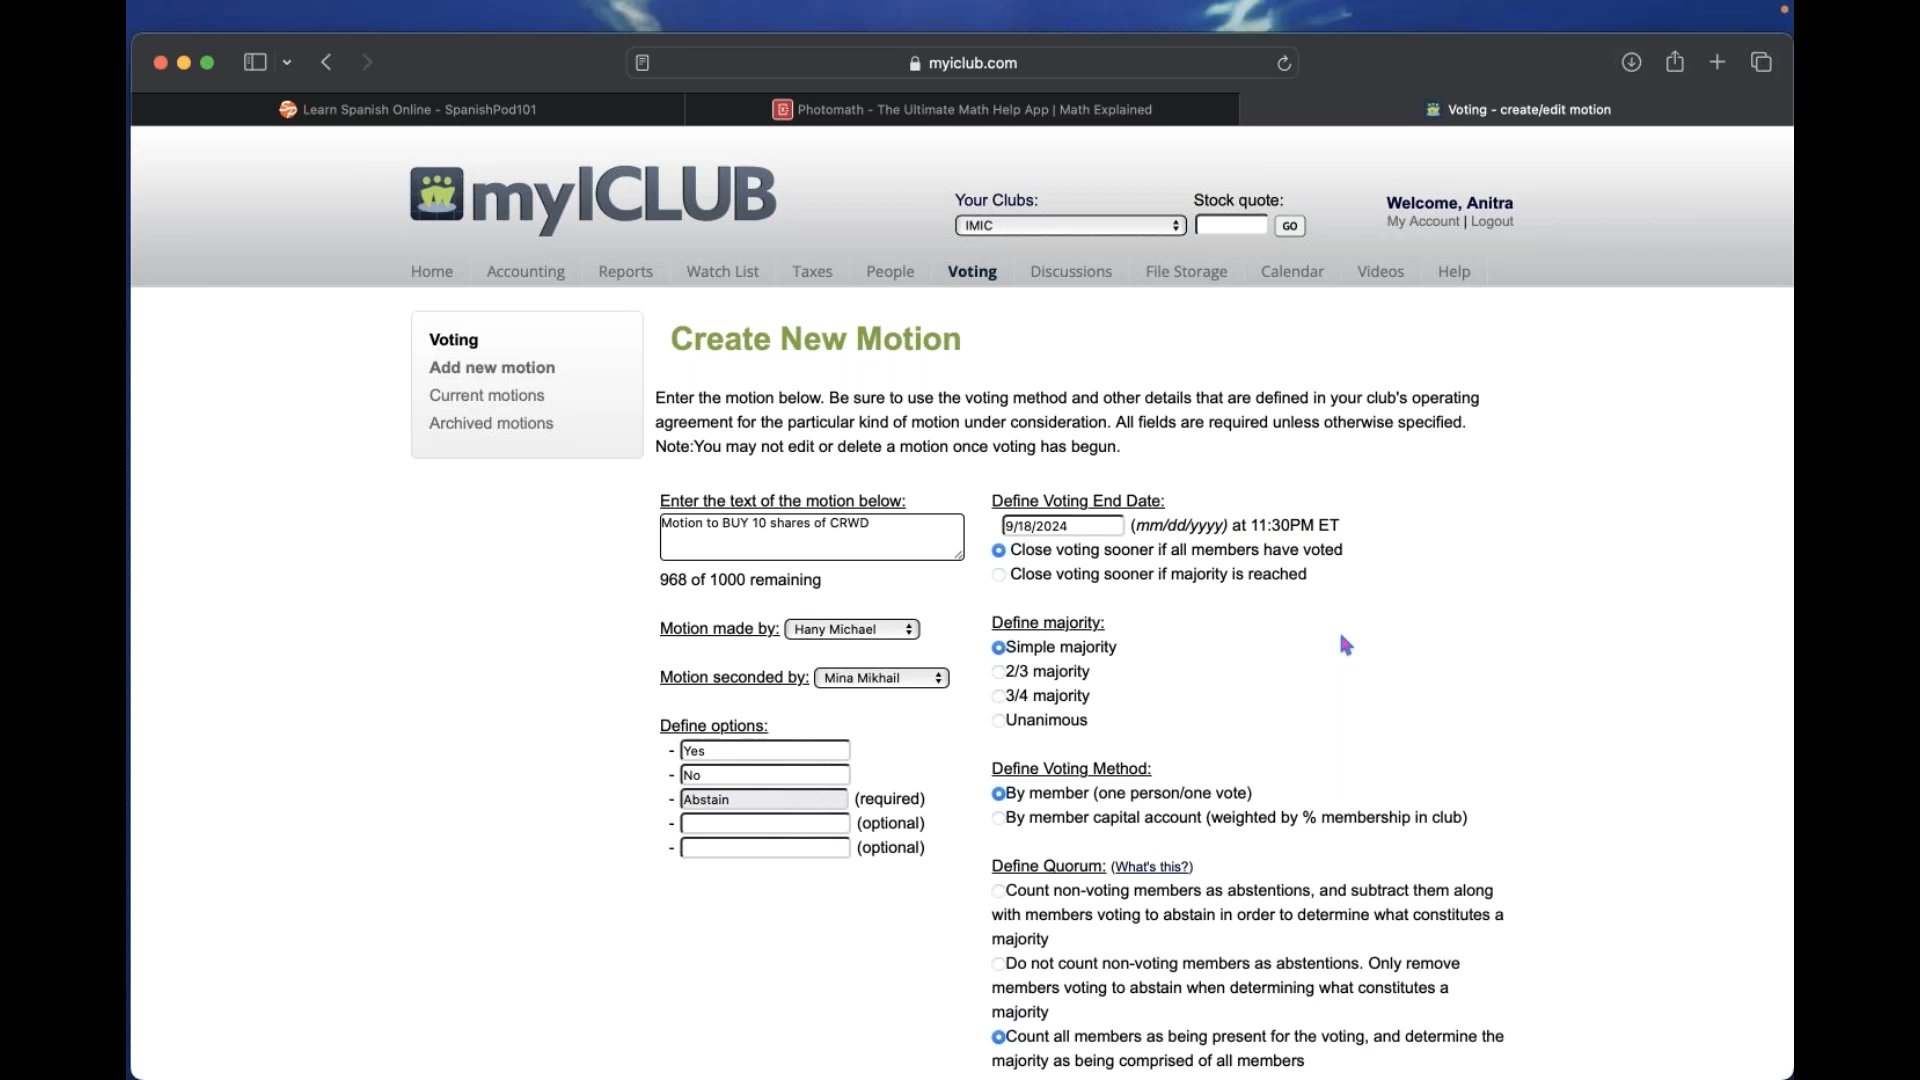 myiclub.com
Learn Spanish Online - SpanishPod101
Photomath - The Ultimate Math Help App | Math Explained
Voting - create/edit motion
myICLUB
Your Clubs:
IMIC
Stock quote:
GO
Welcome, Anitra
My Account | Logout
Home Accounting Reports Watch List Taxes People Voting Discussions File Storage Calendar Videos Help
Voting
Add new motion
Current motions
Archived motions
Create New Motion
Enter the motion below. Be sure to use the voting method and other details that are defined in your club's operating
agreement for the particular kind of motion under consideration. All fields are required unless otherwise specified.
Note:You may not edit or delete a motion once voting has begun.
Enter the text of the motion below:
Motion to BUY 10 shares of CRWD
968 of 1000 remaining
Motion made by: Hany Michael
Motion seconded by: Mina Mikhail
Define options:
- Yes
- No
- Abstain (required)
- (optional)
- (optional)
Define Voting End Date:
9/18/2024 (mm/dd/yyyy) at 11:30PM ET
Close voting sooner if all members have voted
Close voting sooner if majority is reached
Define majority:
Simple majority
2/3 majority
3/4 majority
Unanimous
Define Voting Method:
By member (one person/one vote)
By member capital account (weighted by % membership in club)
Define Quorum: (What's this?)
Count non-voting members as abstentions, and subtract them along
with members voting to abstain in order to determine what constitutes a
majority
Do not count non-voting members as abstentions. Only remove
members voting to abstain when determining what constitutes a
majority
Count all members as being present for the voting, and determine the
majority as being comprised of all members